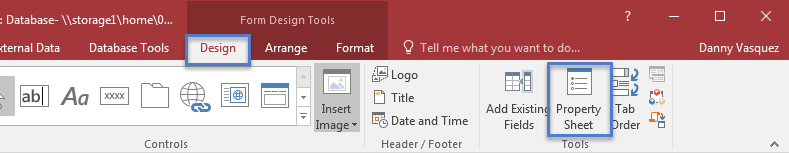 : Database- \\storage1\home\0...
Form Design Tools
?
External Data Database Tools Design Arrange Format Tell me what you want to do... Danny Vasquez
ab
Aa
xxxx
Insert
Image
Logo
Title
Date and Time
Add Existing
Fields
Property
Sheet
Tab
Order
Controls Header / Footer Tools